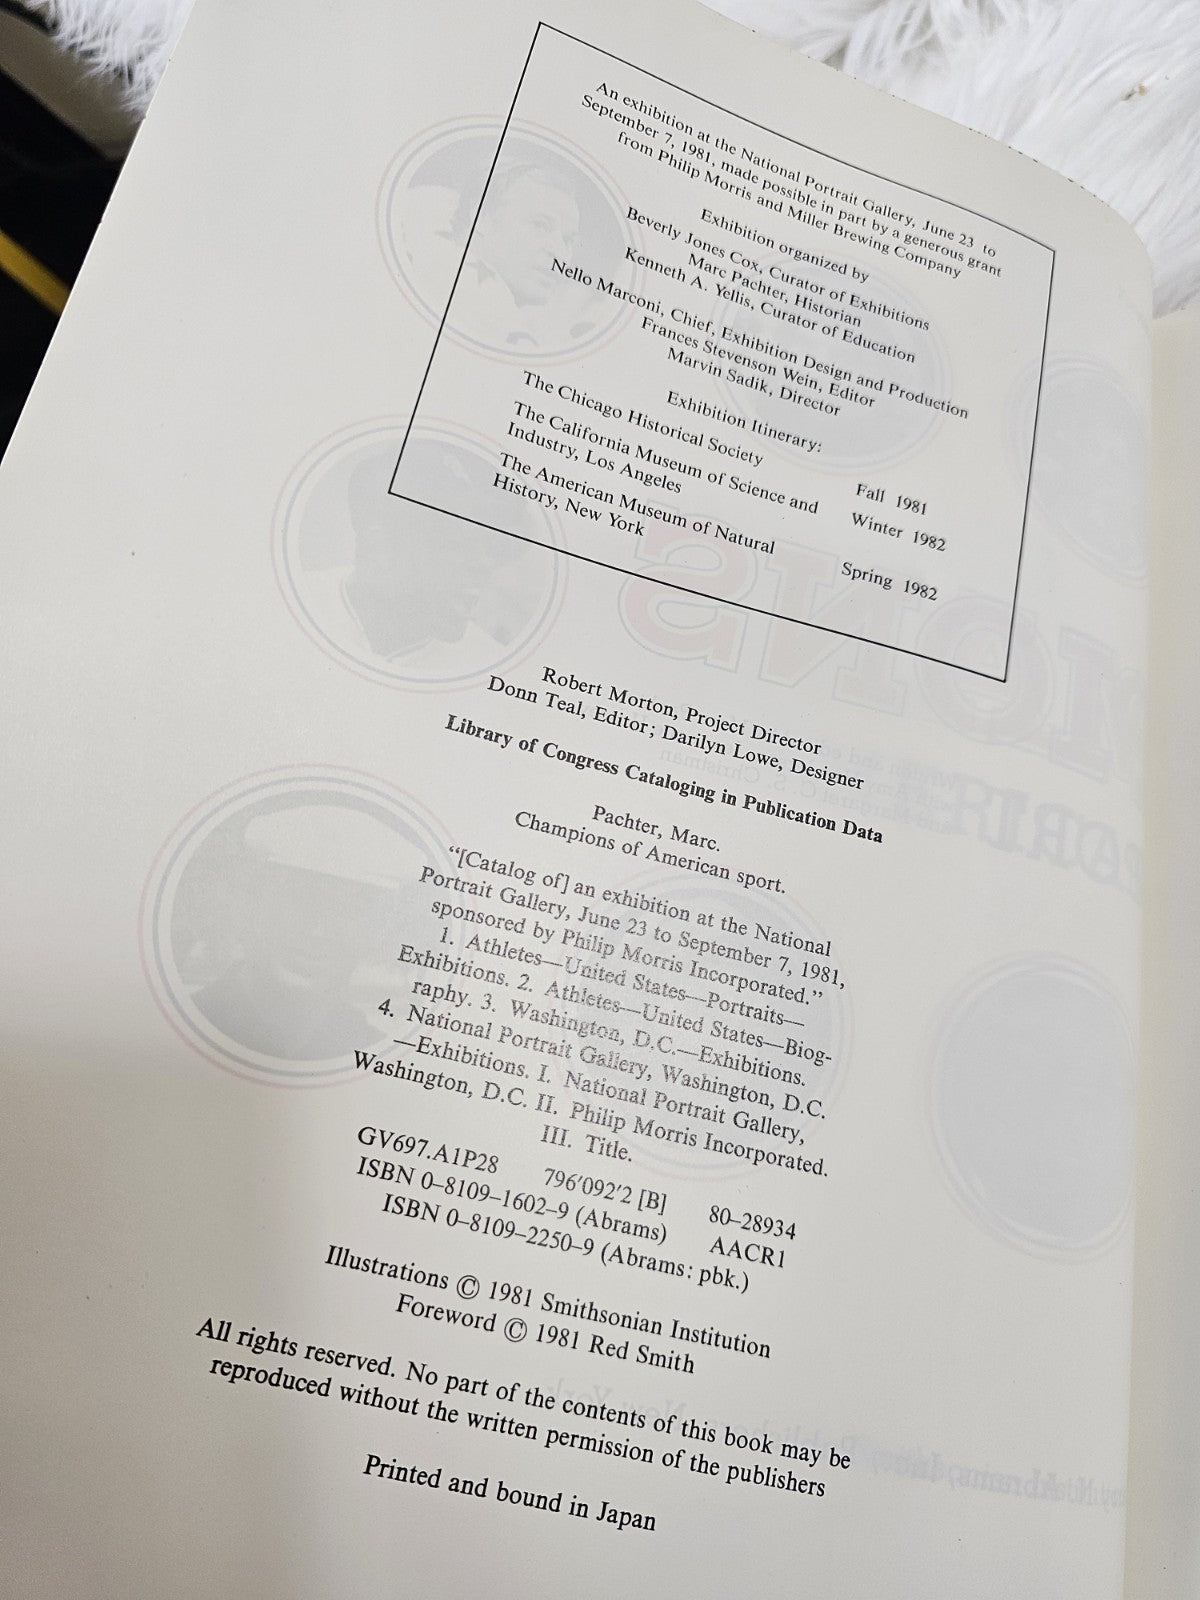 An exhibition at the National Portrait Gallery, June 23 to
September 7, 1981, made possible in part by a generous grant
from Philip Morris and Miller Brewing Company
Exhibition organized by
Beverly Jones Cox, Curator of Exhibitions
Marc Pachter, Historian
Kenneth A. Yellis, Curator of Education
Nello Marconi, Chief, Exhibition Design and Production
Frances Stevenson Wein, Editor
Marvin Sadik, Director
Exhibition Itinerary:
The Chicago Historical Society Fall 1981
The California Museum of Science and
Industry, Los Angeles Winter 1982
The American Museum of Natural
History, New York Spring 1982
Robert Morton, Project Director
Donn Teal, Editor; Darilyn Lowe, Designer
Library of Congress Cataloging in Publication Data
Pachter, Marc.
Champions of American sport.
“[Catalog of] an exhibition at the National
Portrait Gallery, June 23 to September 7, 1981,
sponsored by Philip Morris Incorporated.”
1. Athletes—United States—Portraits—
Exhibitions. 2. Athletes—United States—Biog-
raphy. 3. Washington, D.C.—Exhibitions.
4. National Portrait Gallery, Washington, D.C.
—Exhibitions. I. National Portrait Gallery,
Washington, D.C. II. Philip Morris Incorporated.
III. Title.
GV697.A1P28 796′092′2 [B] 80–28934
ISBN 0–8109–1602–9 (Abrams) AACR1
ISBN 0–8109–2250–9 (Abrams: pbk.)
Illustrations © 1981 Smithsonian Institution
Foreword © 1981 Red Smith
All rights reserved. No part of the contents of this book may be
reproduced without the written permission of the publishers
Printed and bound in Japan